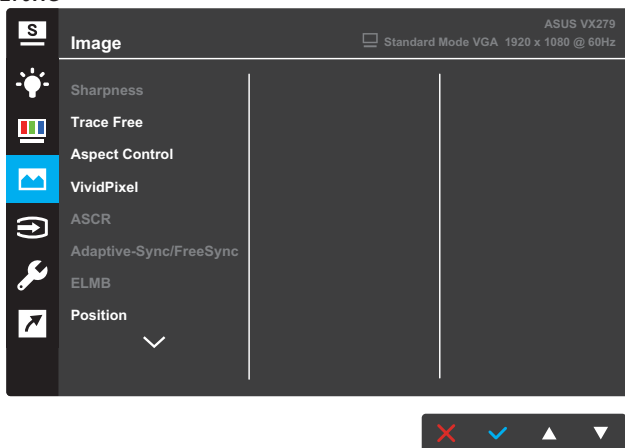 S
ASUS VX279
Image
Standard Mode VGA 1920 x 1080 @ 60Hz
Sharpness
Trace Free
Aspect Control
VividPixel
ASCR
Adaptive-Sync/FreeSync
ELMB
Position